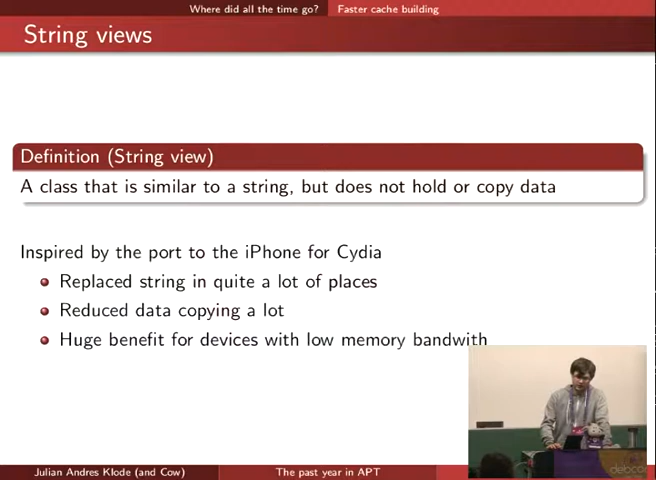 Where did all the time go? Faster cache building
String views
Definition (String view)
A class that is similar to a string, but does not hold or copy data
Inspired by the port to the iPhone for Cydia
Replaced string in quite a lot of places
Reduced data copying a lot
Huge benefit for devices with low memory bandwith
debcon
Julian Andres Klode (and Cow) The past year in APT